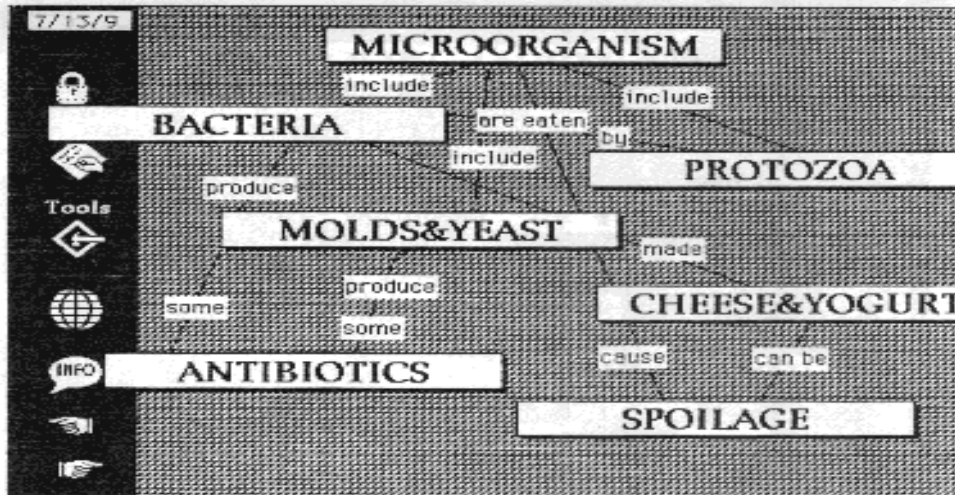 7/13/9
MICROORGANISM
include
include
BACTERIA
are eaten
by
include
PROTOZOA
produce
Tools
MOLDS&YEAST
made
produce
some
CHEESE&YOGURT
some
cause
can be
INFO
ANTIBIOTICS
SPOILAGE